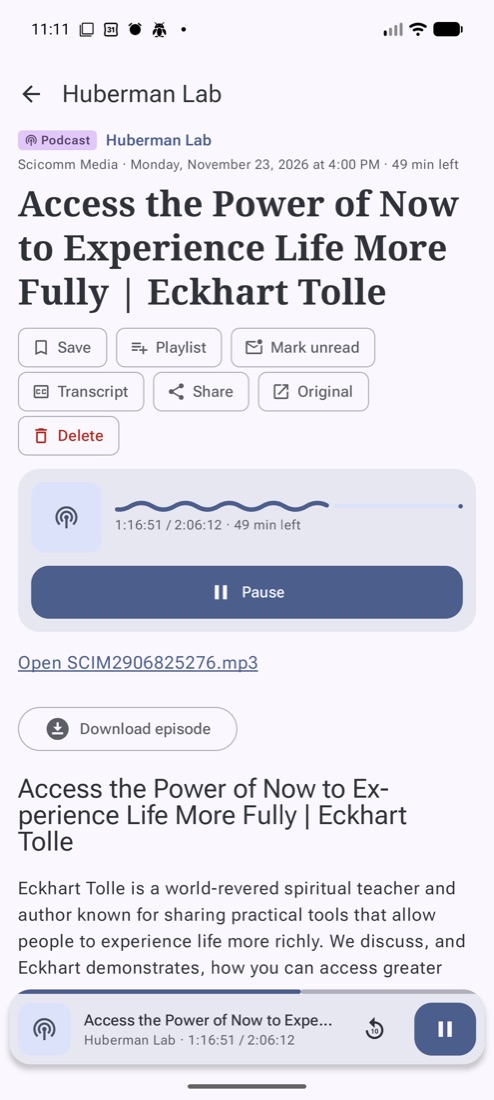 11:11
31
Huberman Lab
Podcast Huberman Lab
Scicomm Media · Monday, November 23, 2026 at 4:00 PM · 49 min left
Access the Power of Now
to Experience Life More
Fully | Eckhart Tolle
Save Playlist Mark unread
CC Transcript Share Original
Delete
1:16:51 / 2:06:12 · 49 min left
Pause
Open SCIM2906825276.mp3
Download episode
Access the Power of Now to Ex-
perience Life More Fully | Eckhart
Tolle
Eckhart Tolle is a world-revered spiritual teacher and
author known for sharing practical tools that allow
people to experience life more richly. We discuss, and
Eckhart demonstrates, how you can access greater
Access the Power of Now to Expe...
10
Huberman Lab · 1:16:51 / 2:06:12